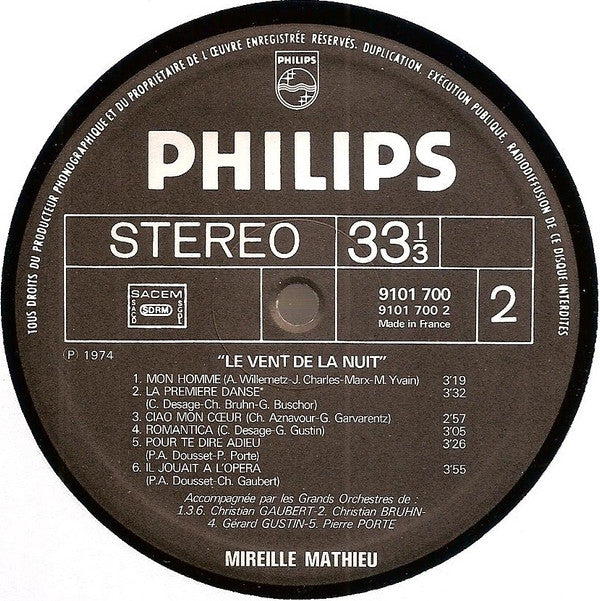 TOUS DROITS DU PRODUCTEUR PHONOGRAPHIQUE ET DU PROPRIETAIRE DE L'ŒUVRE ENREGISTRÉE RÉSERVÉS. DUPLICATION, EXÉCUTION PUBLIQUE, RADIODIFFUSION DE CE DISQUE INTERDITES
PHILIPS
PHILIPS
STEREO 33 1/3
SACEM
SACD SDRM SGDL
9101 700
9101 700 2
Made in France
2
Ⓟ 1974
"LE VENT DE LA NUIT"
1. MON HOMME (A. Willemetz-J. Charles-Marx-M. Yvain) 3'19
2. LA PREMIERE DANSE* 3'32
(C. Desage-Ch. Bruhn-G. Buschor)
3. CIAO MON CŒUR (Ch. Aznavour-G. Garvarentz) 2'57
4. ROMANTICA (C. Desage-G. Gustin) 3'05
5. POUR TE DIRE ADIEU 3'26
(P.A. Dousset-P. Porte)
6. IL JOUAIT A L'OPERA 3'55
(P.A. Dousset-Ch. Gaubert)
Accompagnée par les Grands Orchestres de :
1.3.6. Christian GAUBERT-2. Christian BRUHN-
4. Gérard GUSTIN-5. Pierre PORTE
MIREILLE MATHIEU